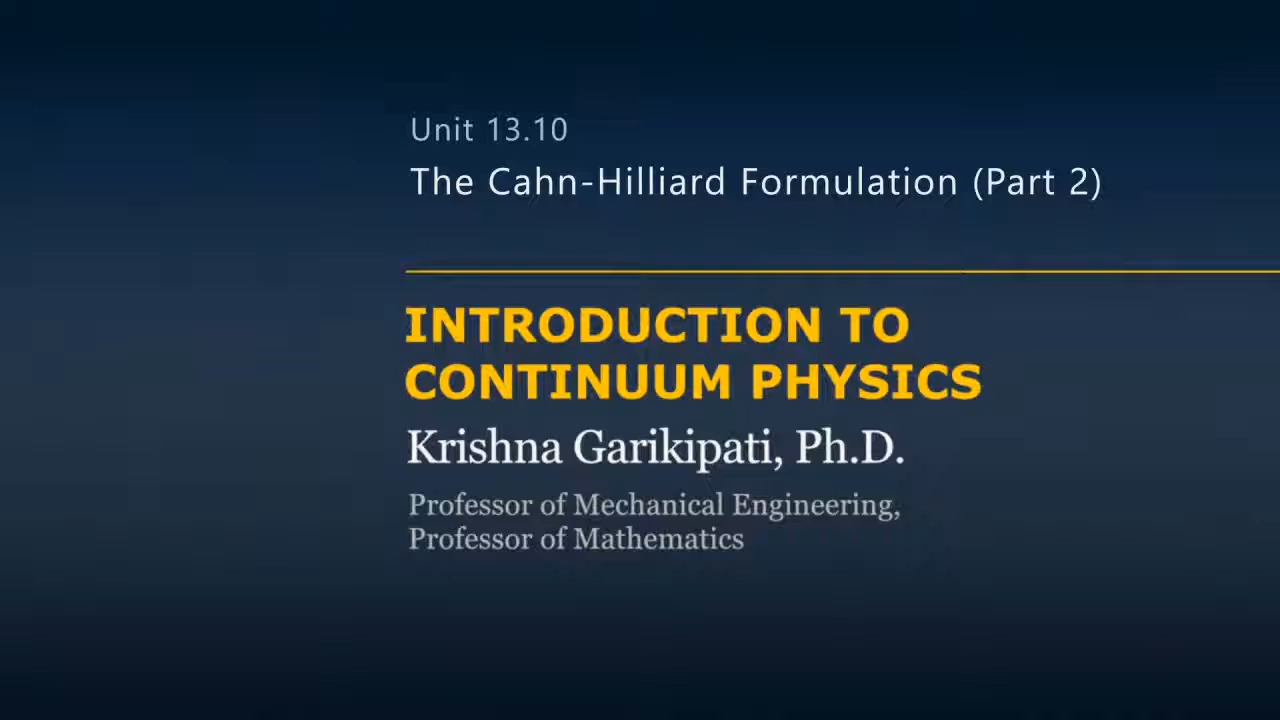 Unit 13.10
The Cahn-Hilliard Formulation (Part 2)
INTRODUCTION TO
CONTINUUM PHYSICS
Krishna Garikipati, Ph.D.
Professor of Mechanical Engineering,
Professor of Mathematics